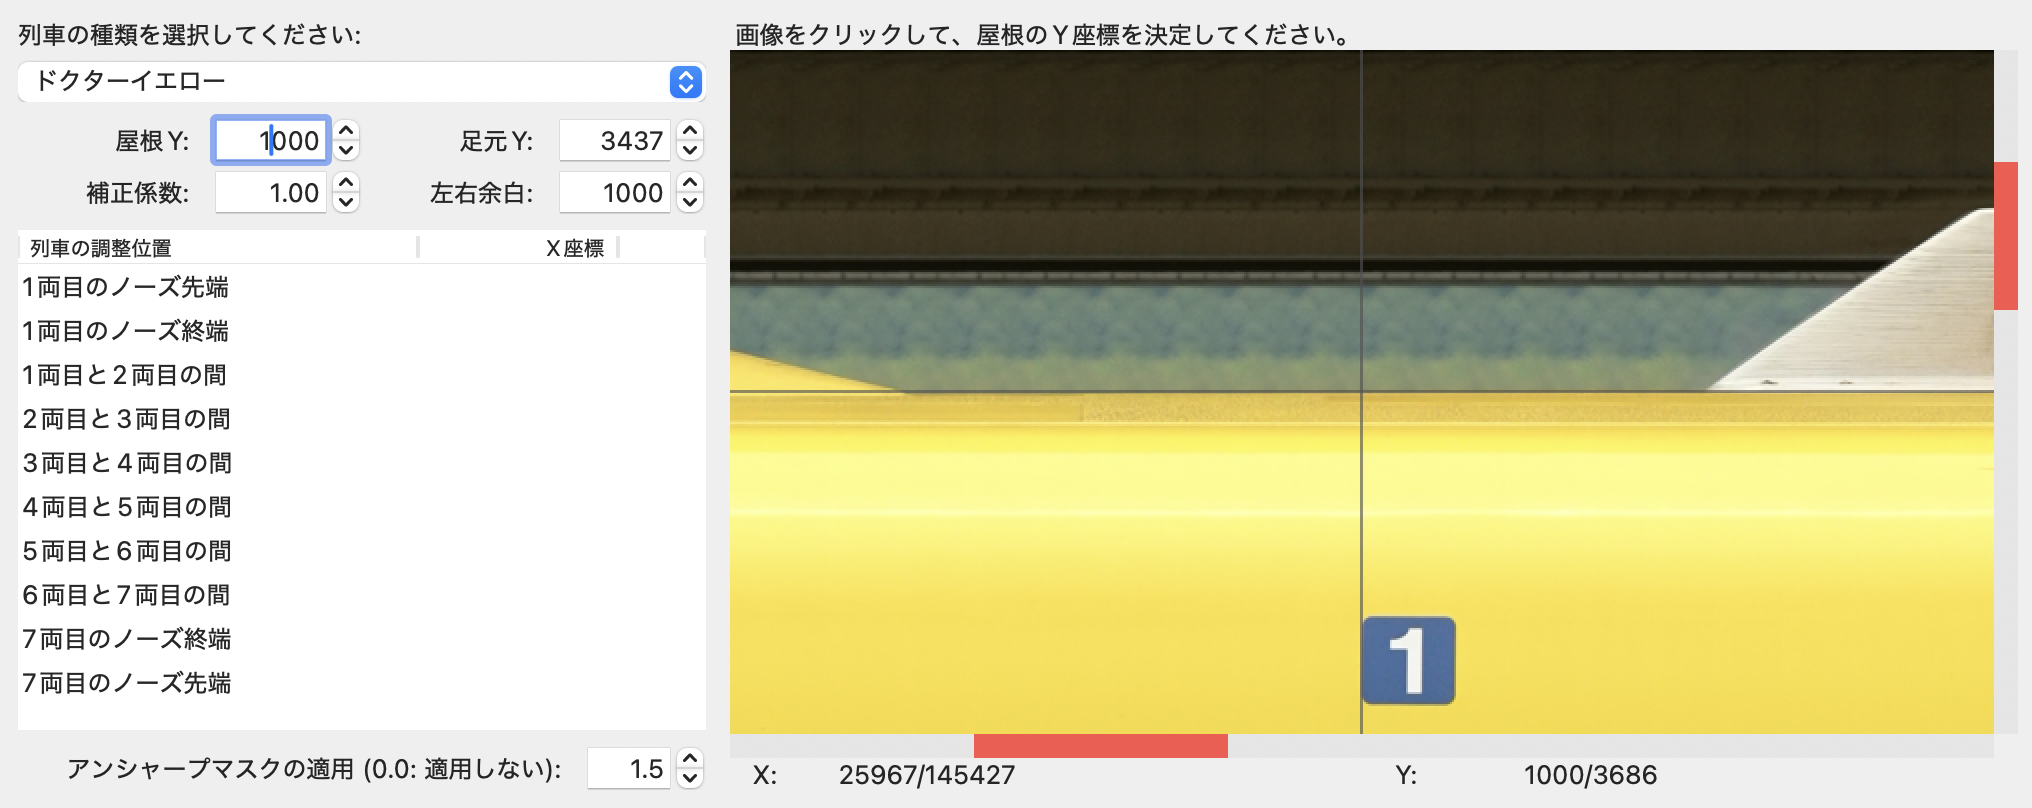 列車の種類を選択してください:
ドクターイエロー
屋根Y: 1000 足元Y: 3437
補正係数: 1.00 左右余白: 1000
列車の調整位置 X座標
1両目のノーズ先端
1両目のノーズ終端
1両目と2両目の間
2両目と3両目の間
3両目と4両目の間
4両目と5両目の間
5両目と6両目の間
6両目と7両目の間
7両目のノーズ終端
7両目のノーズ先端
アンシャープマスクの適用 (0.0: 適用しない): 1.5
画像をクリックして、屋根のY座標を決定してください。
1
X: 25967/145427 Y: 1000/3686